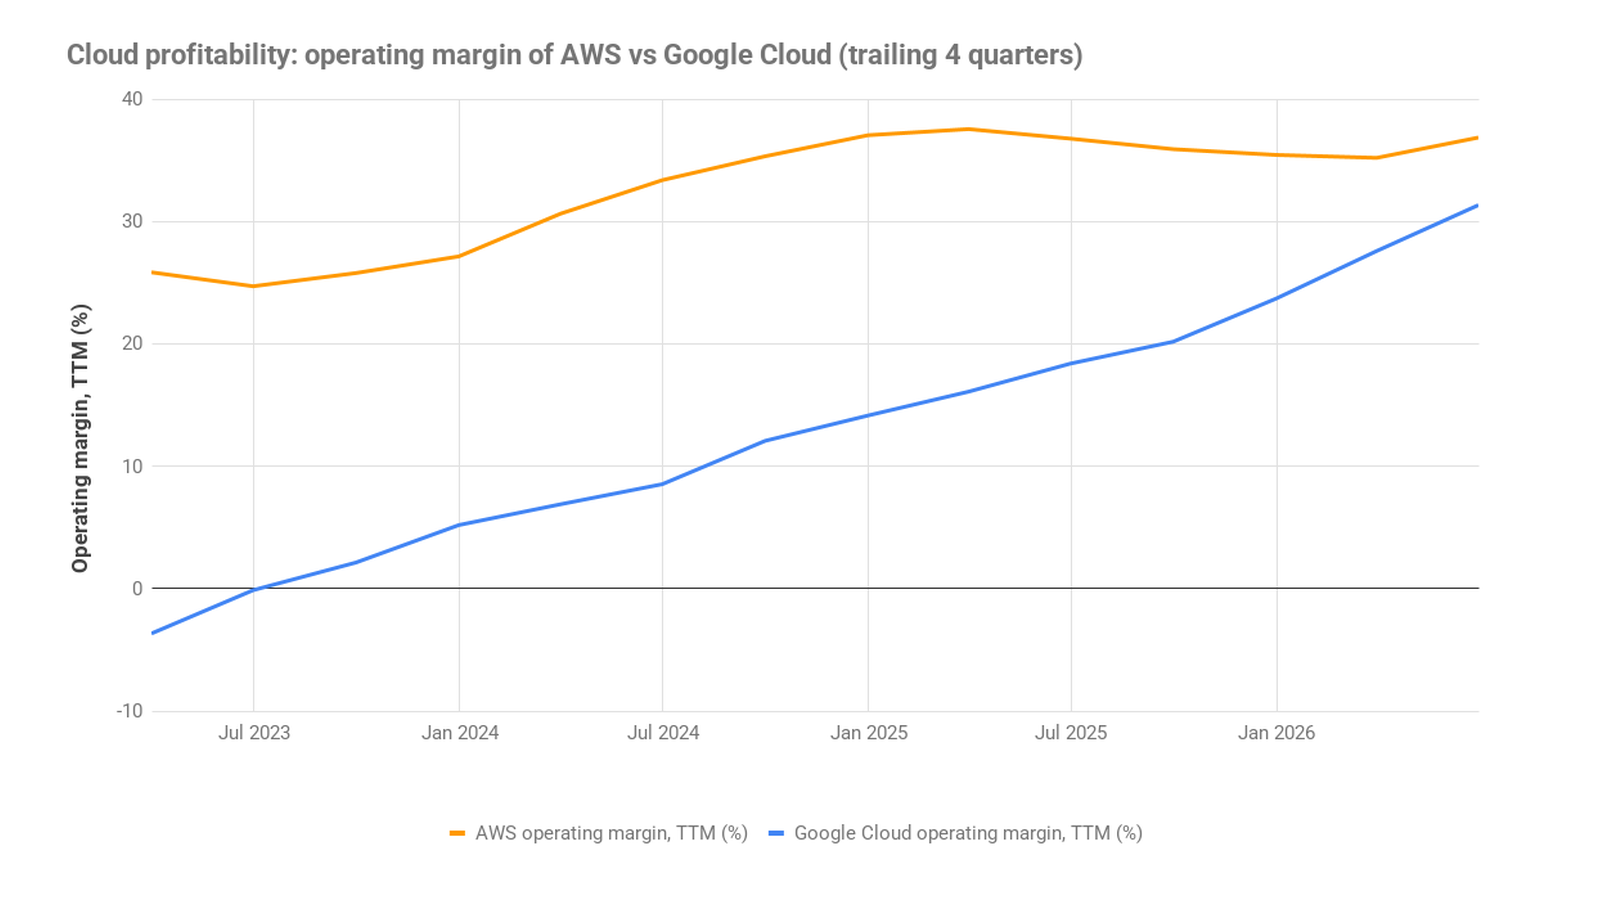 Cloud profitability: operating margin of AWS vs Google Cloud (trailing 4 quarters)
Operating margin, TTM (%)
40
30
20
10
0
-10
Jul 2023
Jan 2024
Jul 2024
Jan 2025
Jul 2025
Jan 2026
AWS operating margin, TTM (%)
Google Cloud operating margin, TTM (%)